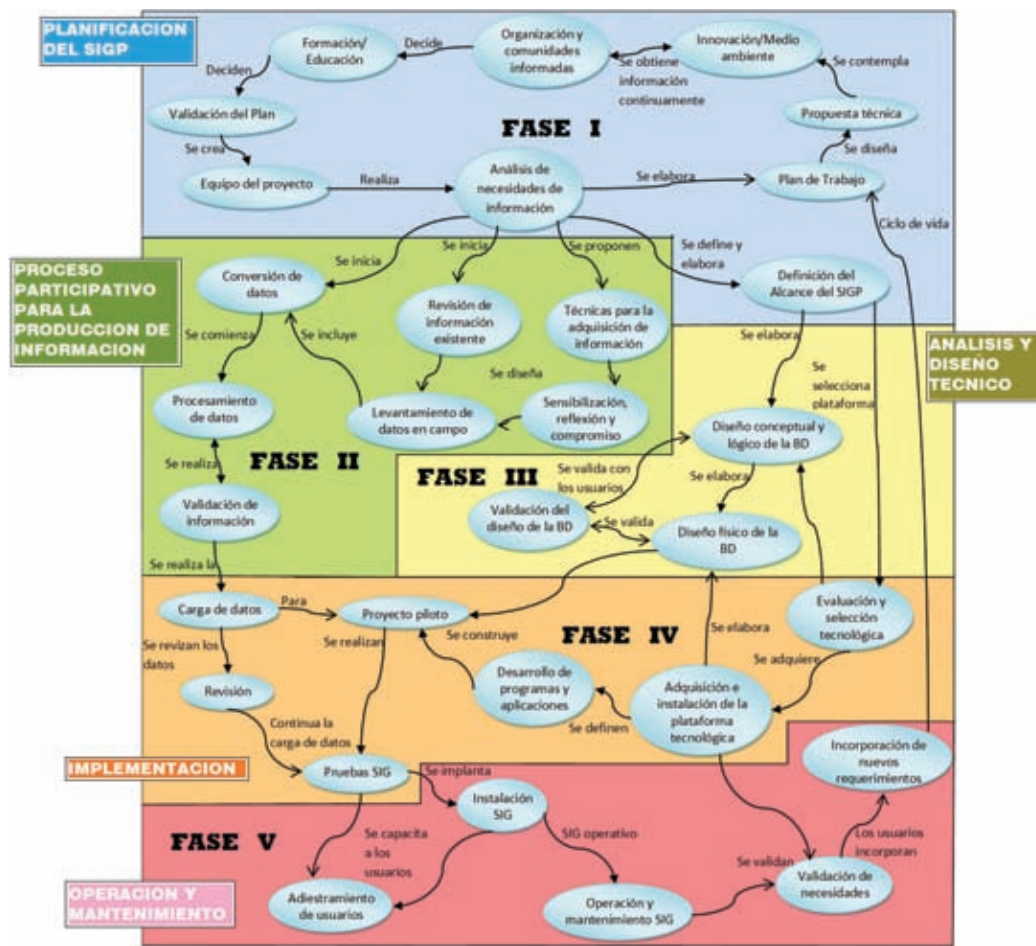 PLANIFICACION
DEL SIGP
Formación/
Educación
Decide
Organización y
comunidades
informadas
Se obtiene
información
continuamente
Innovación/Medio
ambiente
Se contempla
Deciden
Validación del Plan
FASE I
Propuesta técnica
Se crea
Se diseña
Equipo del proyecto
Realiza
Análisis de
necesidades de
información
Se elabora
Plan de Trabajo
Ciclo de vida
PROCESO
PARTICIPATIVO
PARA LA
PRODUCCION DE
INFORMACION
Se inicia
Se inicia
Se proponen
Se define y
elabora
Conversión de
datos
Revisión de
información
existente
Técnicas para la
adquisición de
información
Definición del
Alcance del SIGP
Se comienza
Se incluye
Se diseña
Se elabora
Se
selecciona
plataforma
ANALISIS Y
DISEÑO
TECNICO
Procesamiento
de datos
Levantamiento de
datos en campo
Sensibilización,
reflexión y
compromiso
Diseño conceptual y
lógico de la BD
FASE II
Se realiza
FASE III
Se valida con
los usuarios
Se elabora
Validación de
información
Validación del
diseño de la BD
Se valida
Diseño físico de la
BD
Se realiza la
Carga de datos
Para
Proyecto piloto
Evaluación y
selección
tecnológica
Se revizan los
datos
Se realizan
Se construye
FASE IV
Se elabora
Se adquiere
Revisión
Desarrollo de
programas y
aplicaciones
Se definen
Adquisición e
instalación de la
plataforma
tecnológica
Continua la
carga de datos
IMPLEMENTACION
Pruebas SIG
Se implanta
Instalación
SIG
Incorporación de
nuevos
requerimientos
FASE V
Se capacita
a los
usuarios
SIG operativo
Los usuarios
incorporan
Se validan
Validación de
necesidades
OPERACION Y
MANTENIMIENTO
Adiestramiento
de usuarios
Operación y
mantenimiento SIG